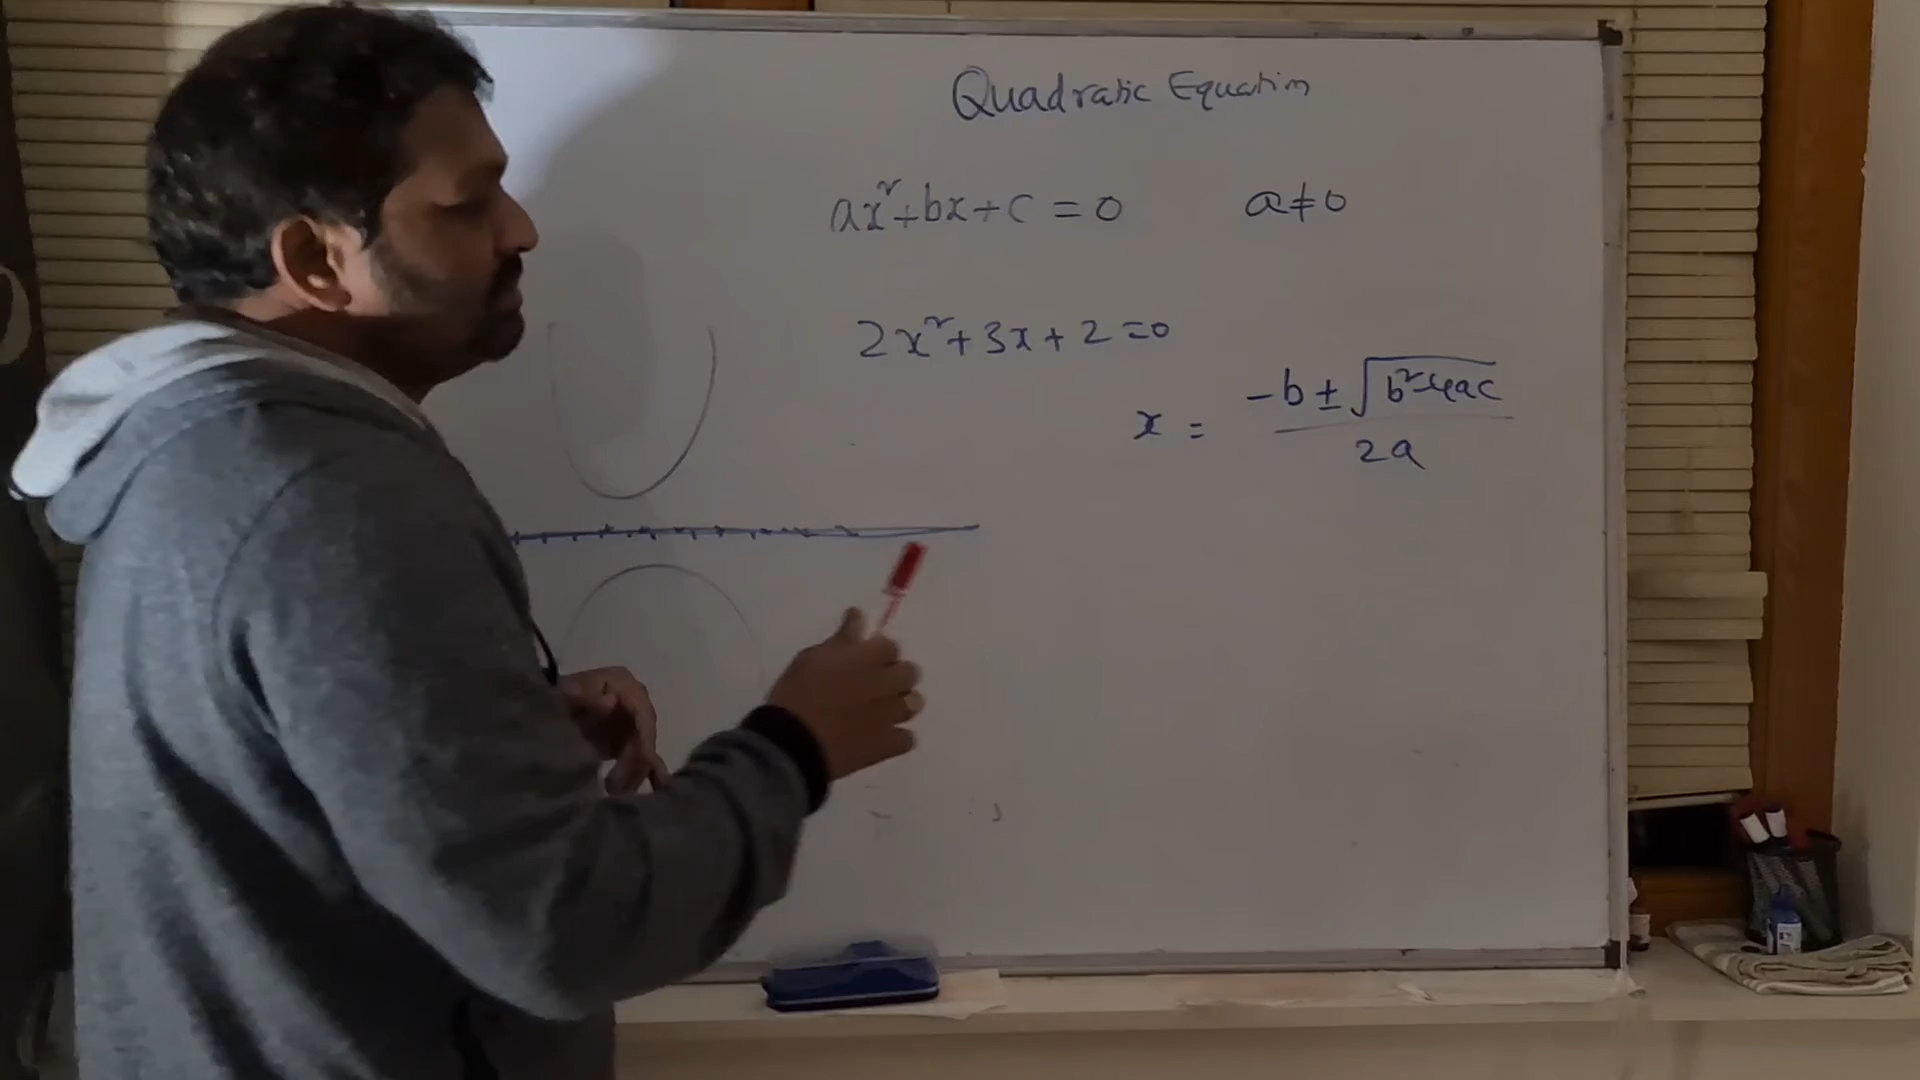 Quadratic Equation
ax²+bx+c=0 a≠0
2x²+3x+2=0
x = (-b±√(b²-4ac))/(2a)